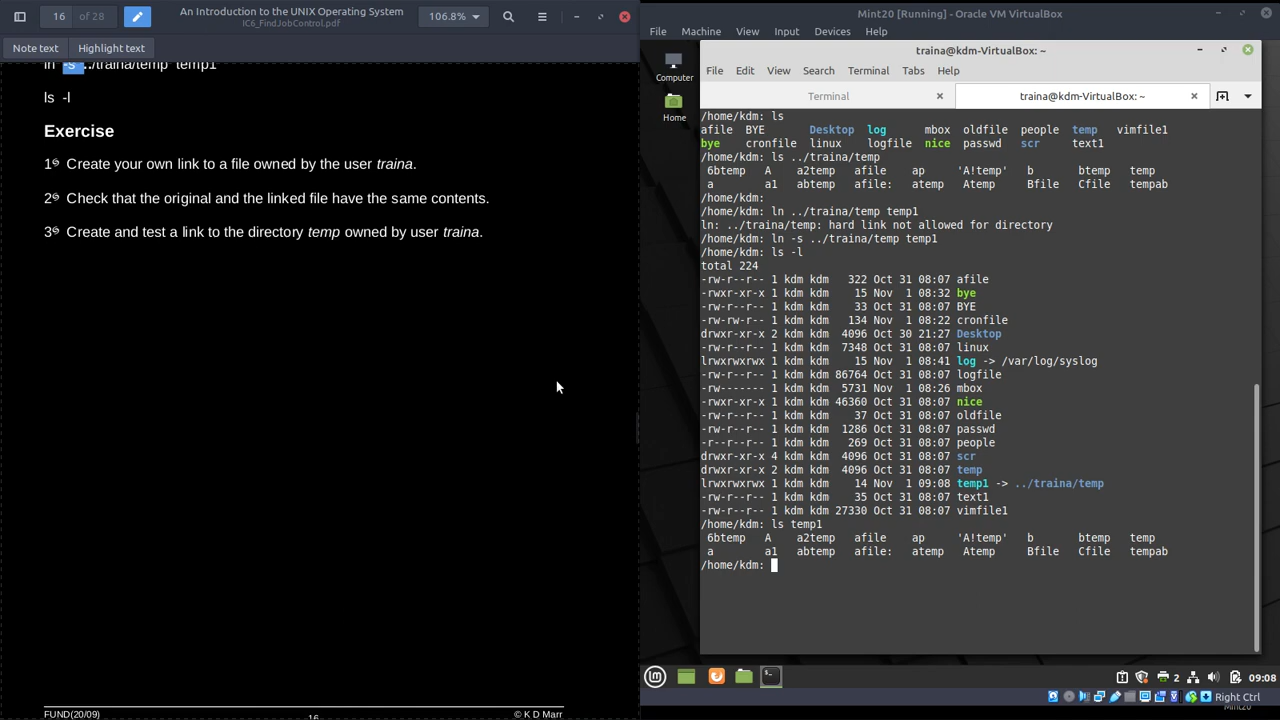 16 of 28
An Introduction to the UNIX Operating System
IC6_FindJobControl.pdf
106.8%
Note text Highlight text
ln -s ../traina/temp temp1
ls -l
Exercise
1 Create your own link to a file owned by the user traina.
2 Check that the original and the linked file have the same contents.
3 Create and test a link to the directory temp owned by user traina.
FUND(20/09) 16 © K D Marr
Mint20 [Running] - Oracle VM VirtualBox
File Machine View Input Devices Help
Computer
Home
traina@kdm-VirtualBox: ~
File Edit View Search Terminal Tabs Help
Terminal traina@kdm-VirtualBox: ~
/home/kdm: ls
afile BYE Desktop log mbox oldfile people temp vimfile1
bye cronfile linux logfile nice passwd scr text1
/home/kdm: ls ../traina/temp
6btemp A a2temp afile ap 'A!temp' b btemp temp
a a1 abtemp afile: atemp Atemp Bfile Cfile tempab
/home/kdm:
/home/kdm: ln ../traina/temp temp1
ln: ../traina/temp: hard link not allowed for directory
/home/kdm: ln -s ../traina/temp temp1
/home/kdm: ls -l
total 224
-rw-r--r-- 1 kdm kdm 322 Oct 31 08:07 afile
-rwxr-xr-x 1 kdm kdm 15 Nov 1 08:32 bye
-rw-r--r-- 1 kdm kdm 33 Oct 31 08:07 BYE
-rw-rw-r-- 1 kdm kdm 134 Nov 1 08:22 cronfile
drwxr-xr-x 2 kdm kdm 4096 Oct 30 21:27 Desktop
-rw-r--r-- 1 kdm kdm 7348 Oct 31 08:07 linux
lrwxrwxrwx 1 kdm kdm 15 Nov 1 08:41 log -> /var/log/syslog
-rw-r--r-- 1 kdm kdm 86764 Oct 31 08:07 logfile
-rw------- 1 kdm kdm 5731 Nov 1 08:26 mbox
-rwxr-xr-x 1 kdm kdm 46360 Oct 31 08:07 nice
-rw-r--r-- 1 kdm kdm 37 Oct 31 08:07 oldfile
-rw-r--r-- 1 kdm kdm 1286 Oct 31 08:07 passwd
-r--r--r-- 1 kdm kdm 269 Oct 31 08:07 people
drwxr-xr-x 4 kdm kdm 4096 Oct 31 08:07 scr
drwxr-xr-x 2 kdm kdm 4096 Oct 31 08:07 temp
lrwxrwxrwx 1 kdm kdm 14 Nov 1 09:08 temp1 -> ../traina/temp
-rw-r--r-- 1 kdm kdm 35 Oct 31 08:07 text1
-rw-r--r-- 1 kdm kdm 27330 Oct 31 08:07 vimfile1
/home/kdm: ls temp1
6btemp A a2temp afile ap 'A!temp' b btemp temp
a a1 abtemp afile: atemp Atemp Bfile Cfile tempab
/home/kdm:
2 09:08
Right Ctrl
Mint20